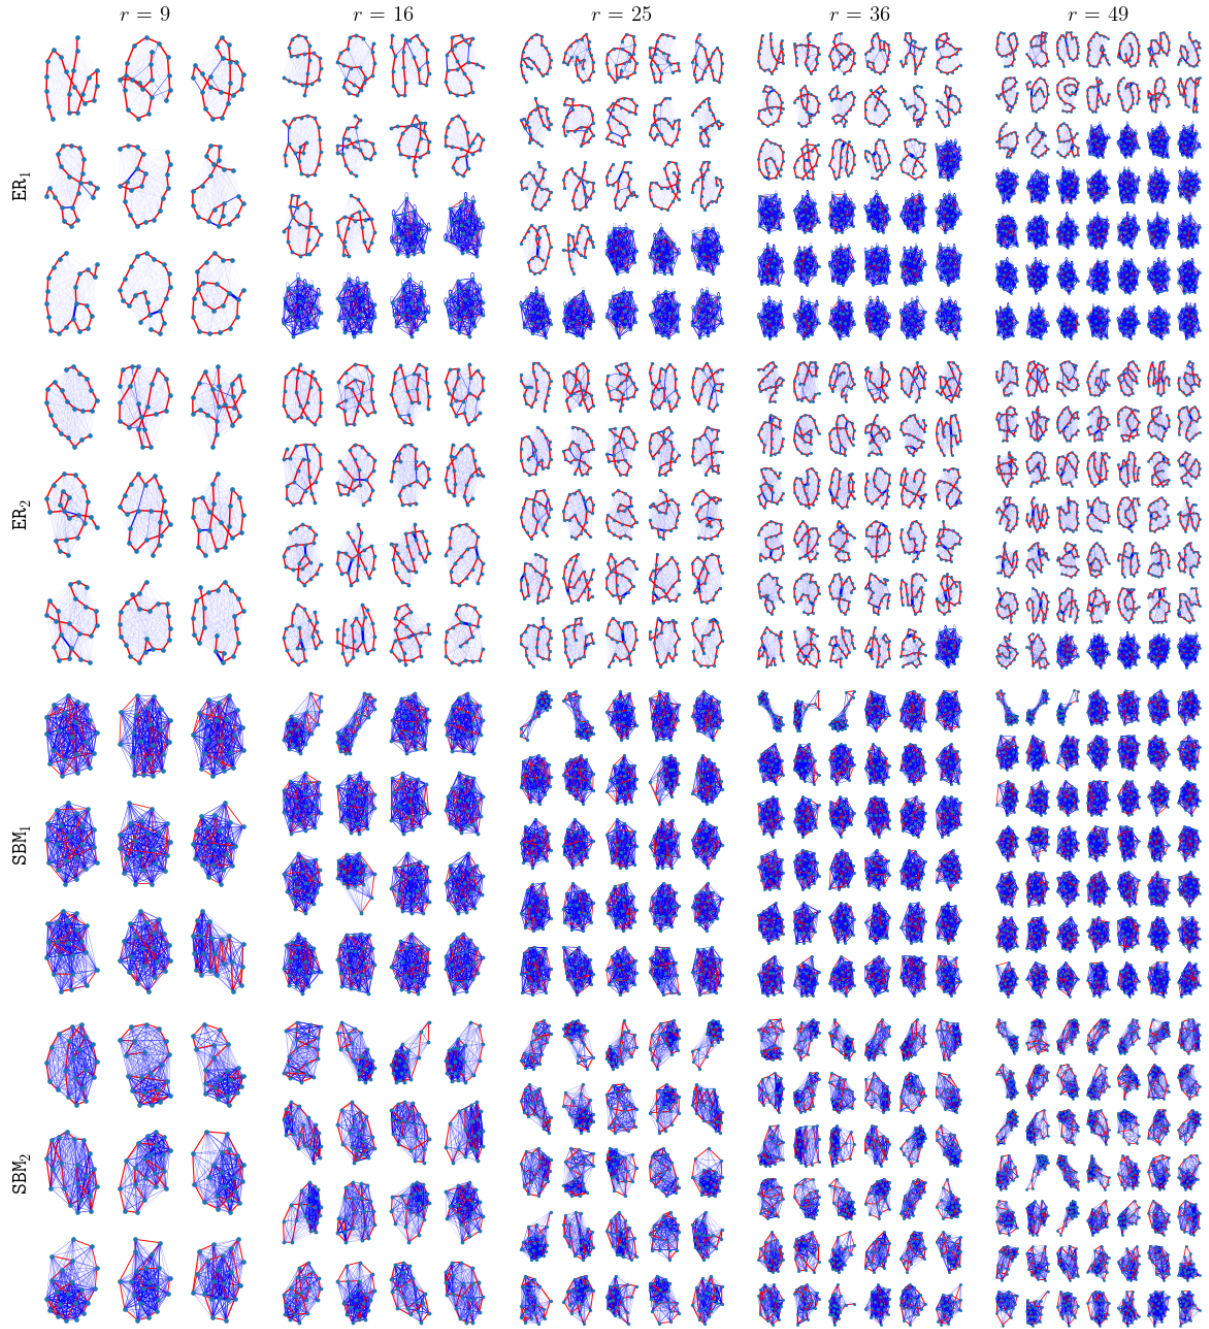 r = 9 r = 16 r = 25 r = 36 r = 49
ER₁
ER₂
SBM₁
SBM₂